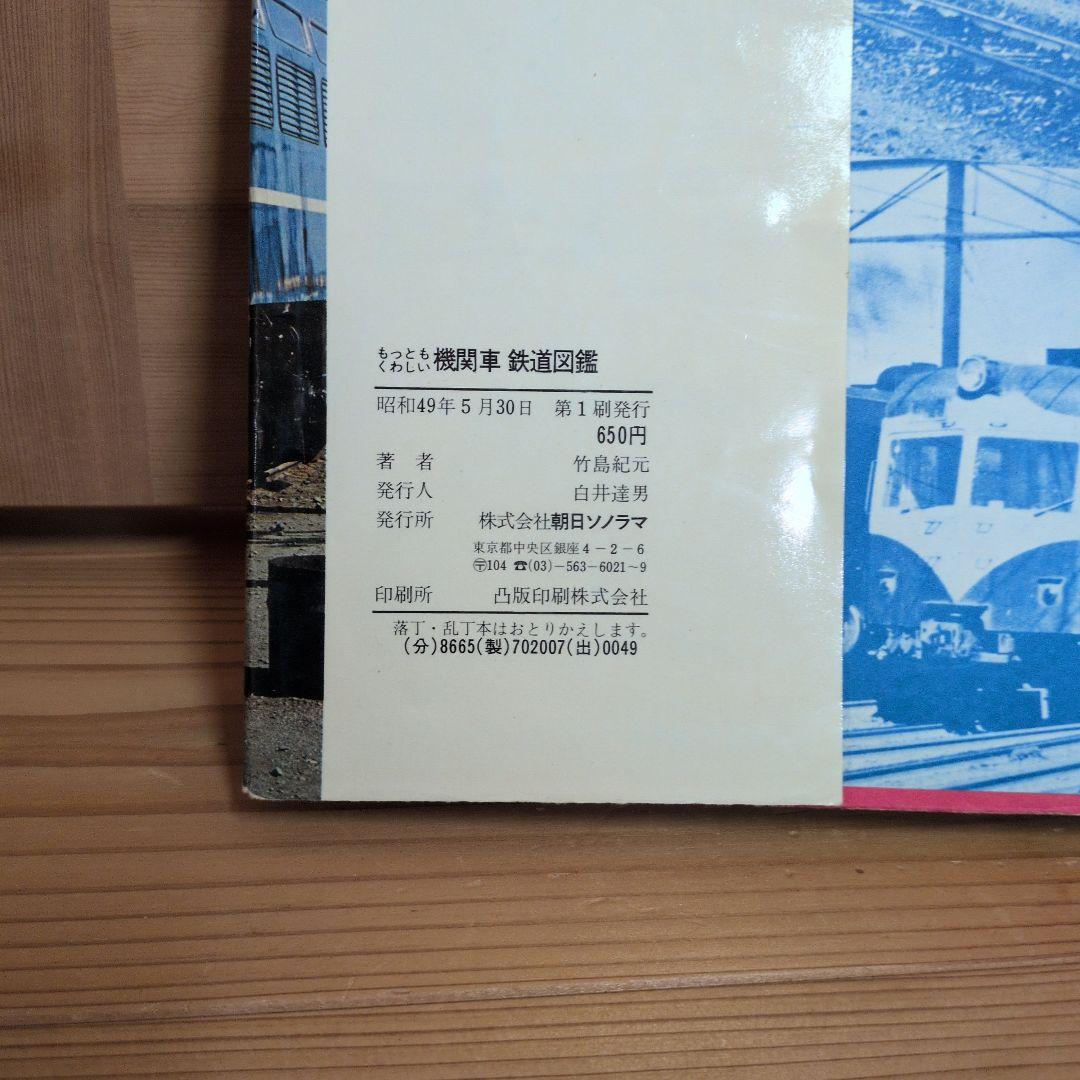 もっとも
くわしい 機関車 鉄道図鑑
昭和49年5月30日 第1刷発行
650円
著 者 竹島紀元
発行人 白井達男
発行所 株式会社朝日ソノラマ
東京都中央区銀座4-2-6
〒104 ☎(03)-563-6021~9
印刷所 凸版印刷株式会社
落丁・乱丁本はおとりかえします。
(分)8665(製)702007(出)0049